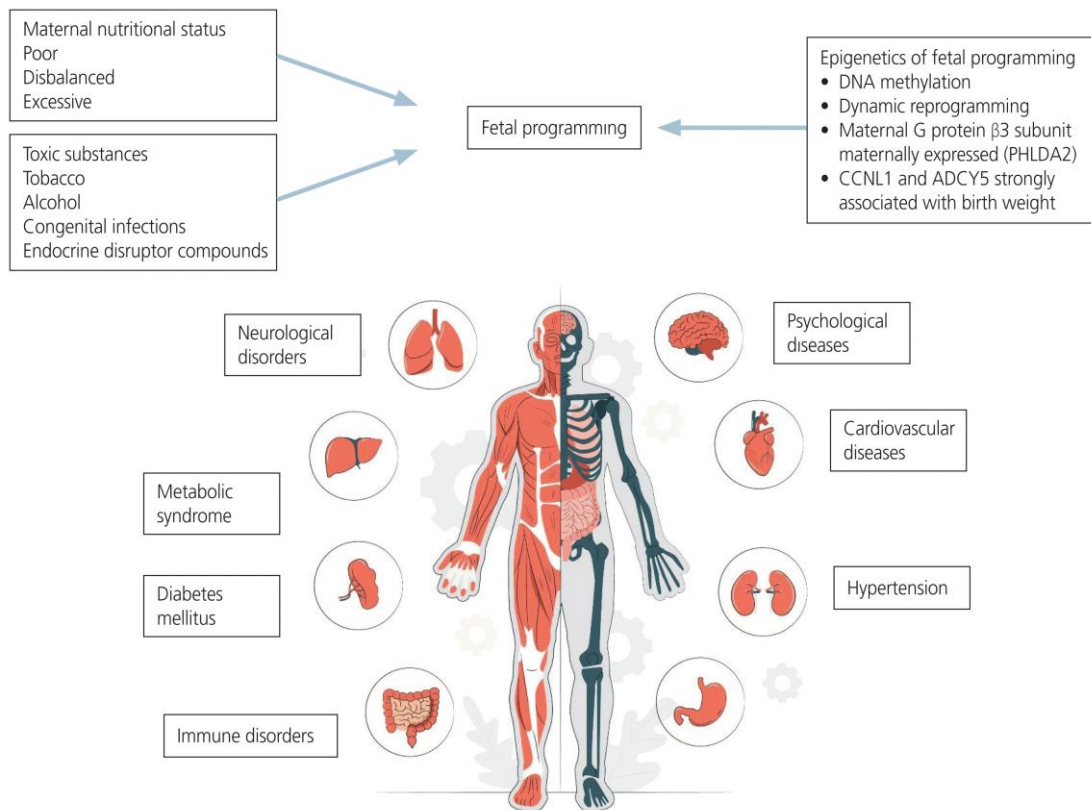 Maternal nutritional status
Poor
Disbalanced
Excessive
Toxic substances
Tobacco
Alcohol
Congenital infections
Endocrine disruptor compounds
Fetal programming
Epigenetics of fetal programming
• DNA methylation
• Dynamic reprogramming
• Maternal G protein β3 subunit
maternally expressed (PHLDA2)
• CCNL1 and ADCY5 strongly
associated with birth weight
Neurological
disorders
Psychological
diseases
Metabolic
syndrome
Cardiovascular
diseases
Diabetes
mellitus
Hypertension
Immune disorders